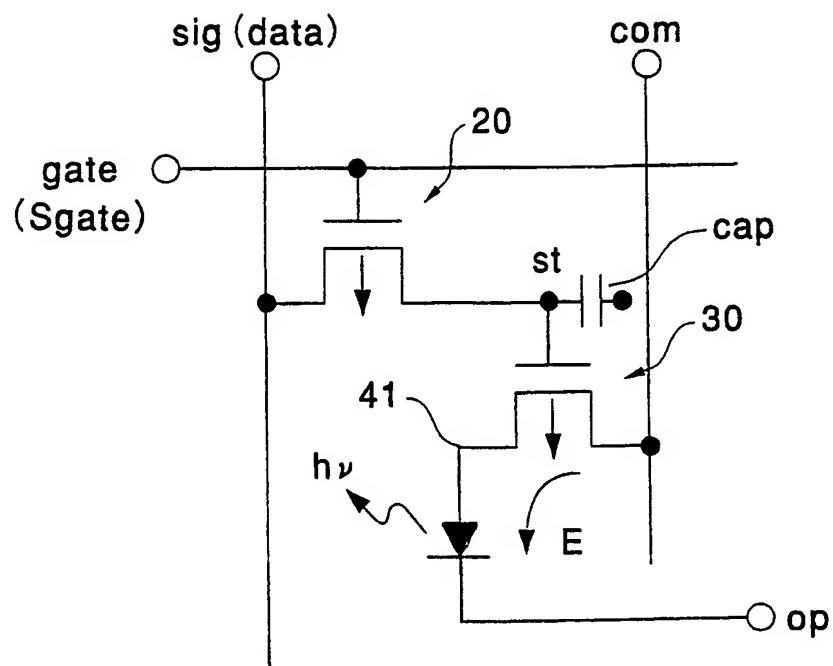 sig (data)
com
20
gate
(Sgate)
cap
st
30
41
hν
E
op